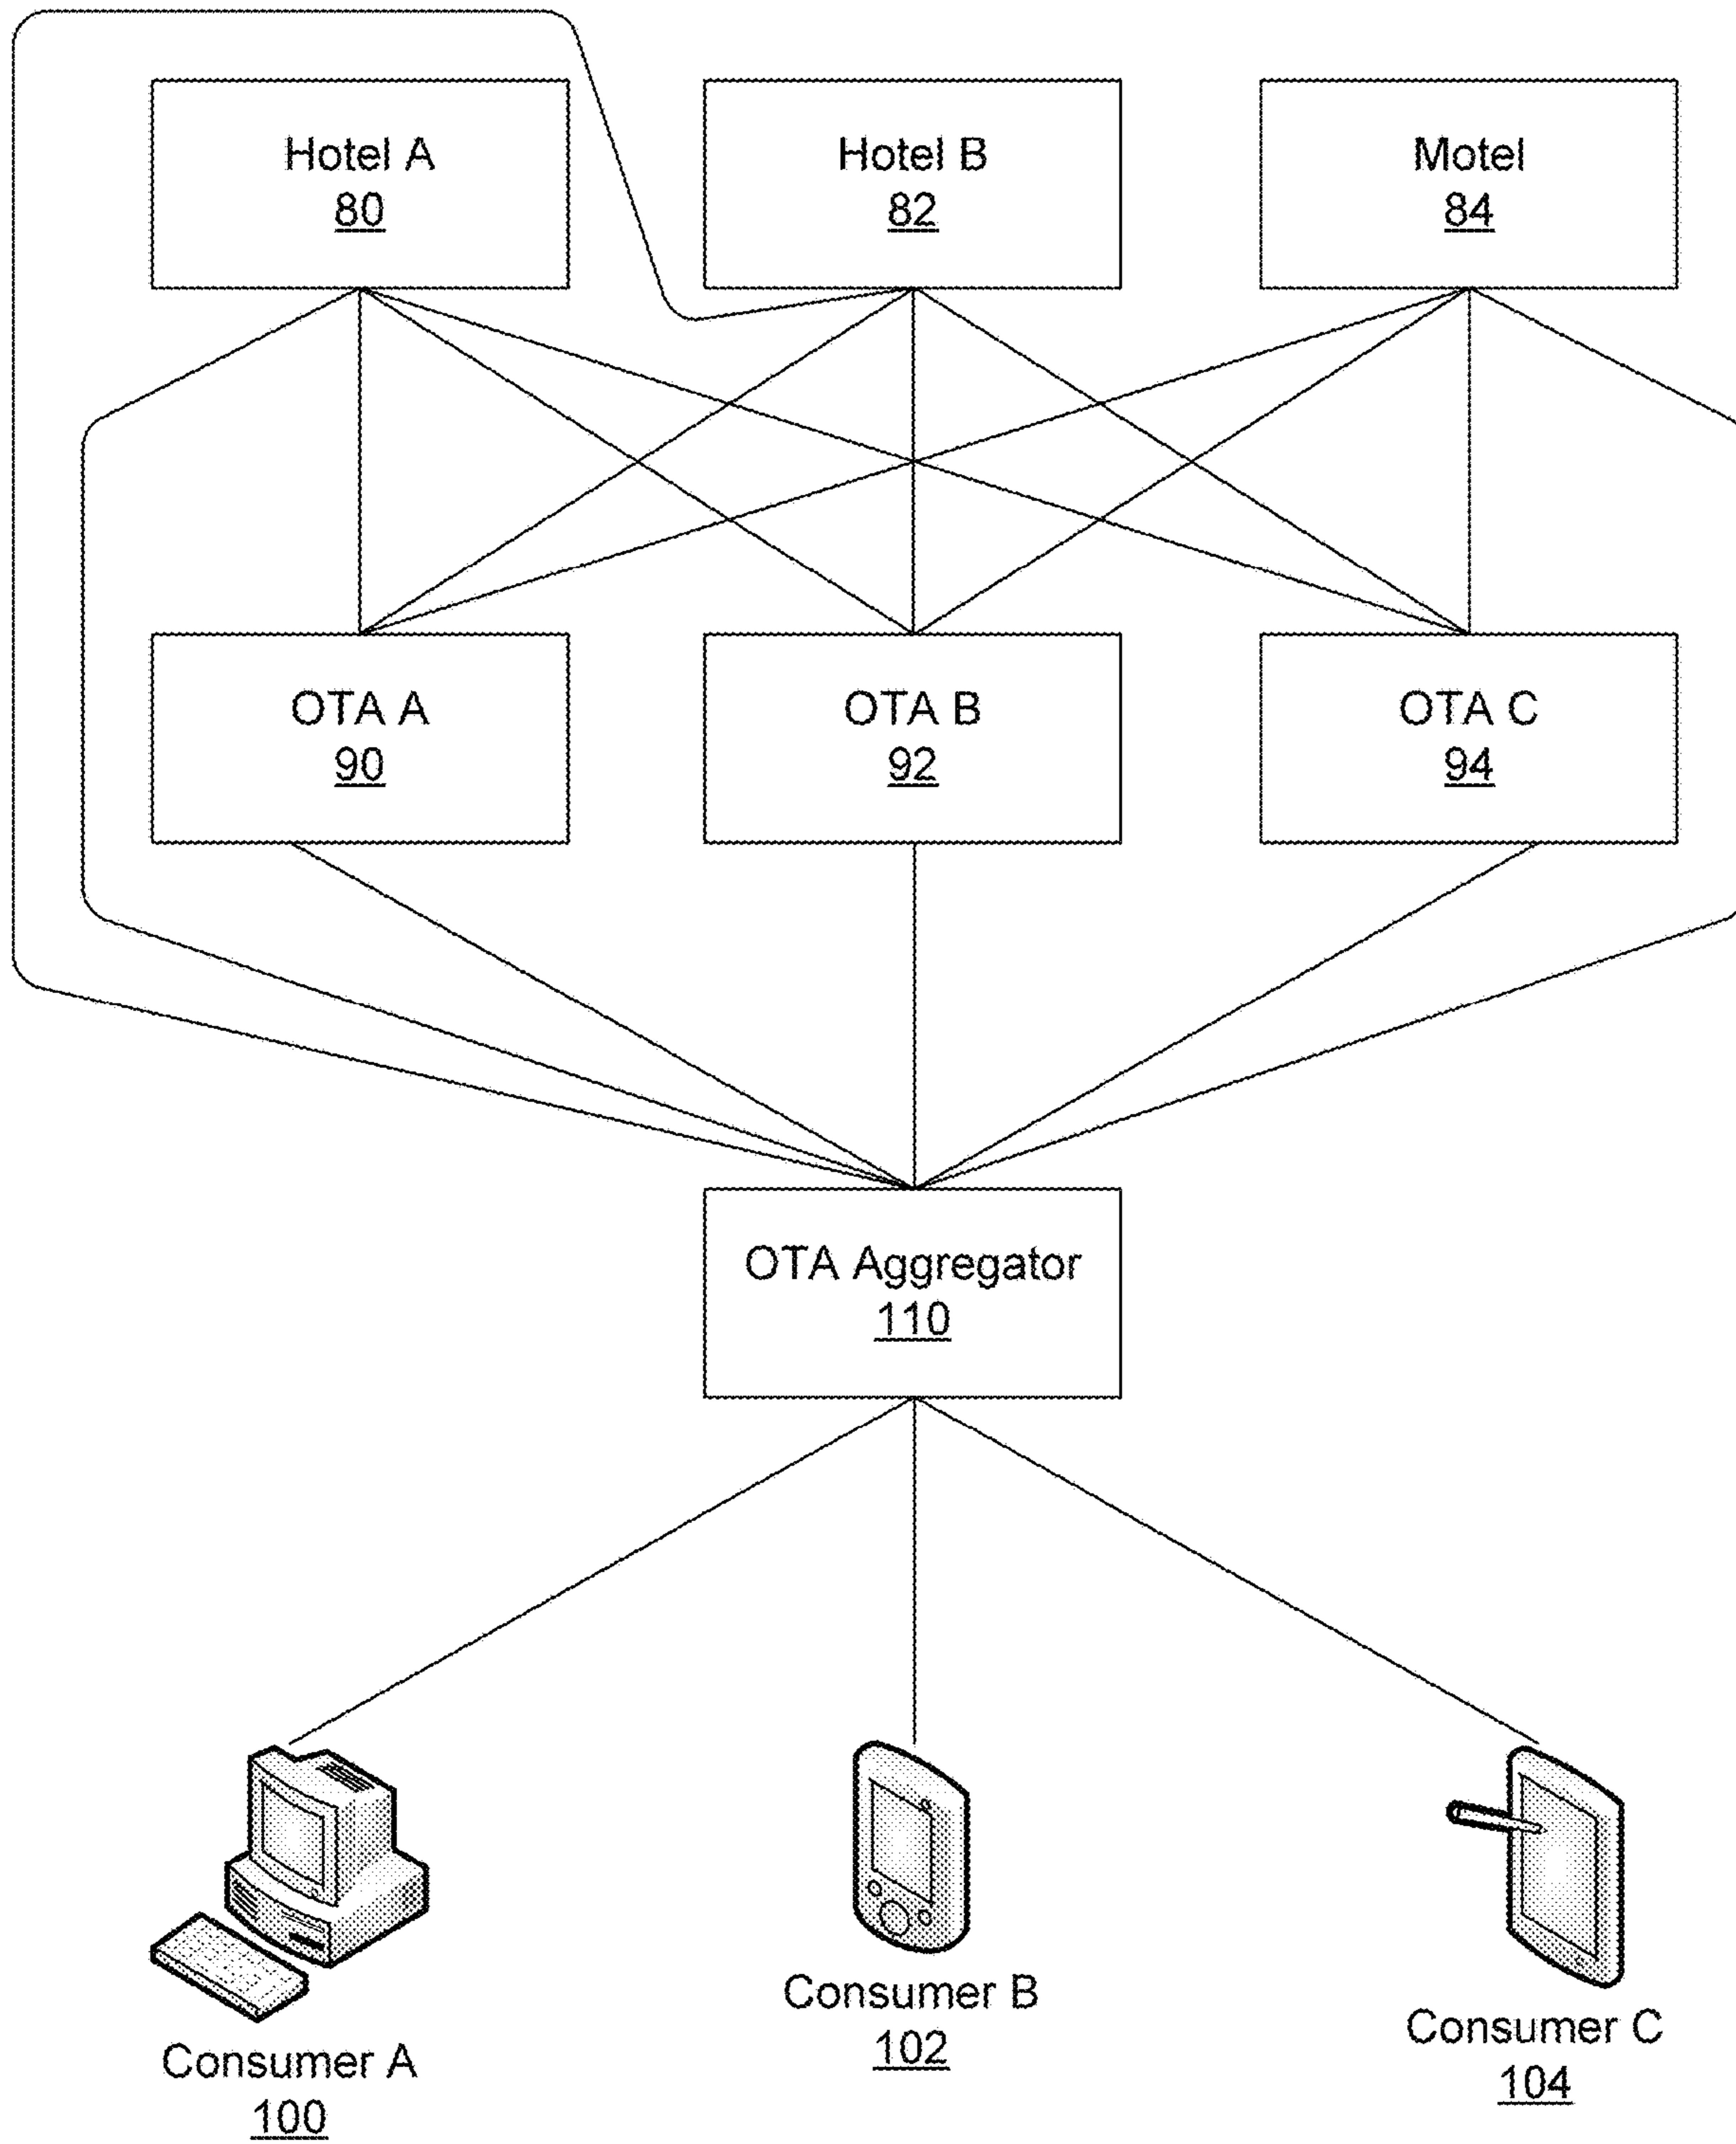 Hotel A
80
Hotel B
82
Motel
84
OTA A
90
OTA B
92
OTA C
94
OTA Aggregator
110
Consumer A
100
Consumer B
102
Consumer C
104